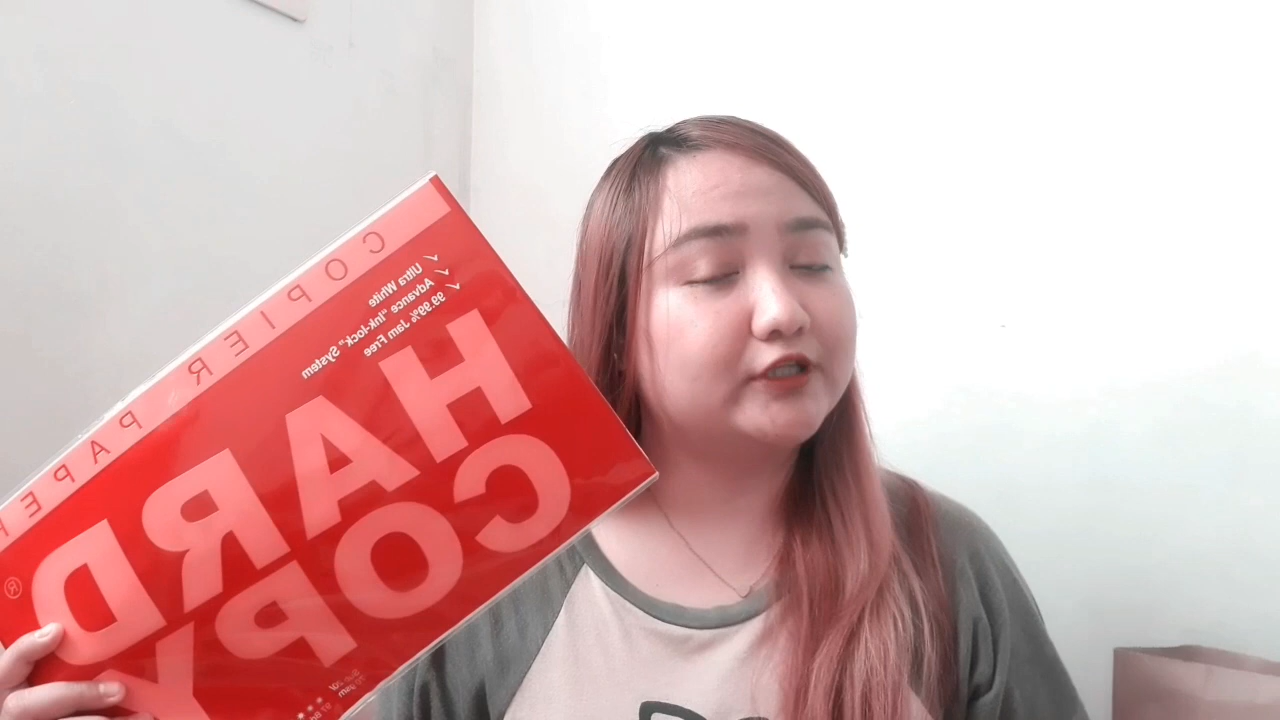 COPIER PAPER
✓ Ultra White
✓ Advance "Ink-lock" System
✓ 99.99% Jam Free
HARD
COPY
®